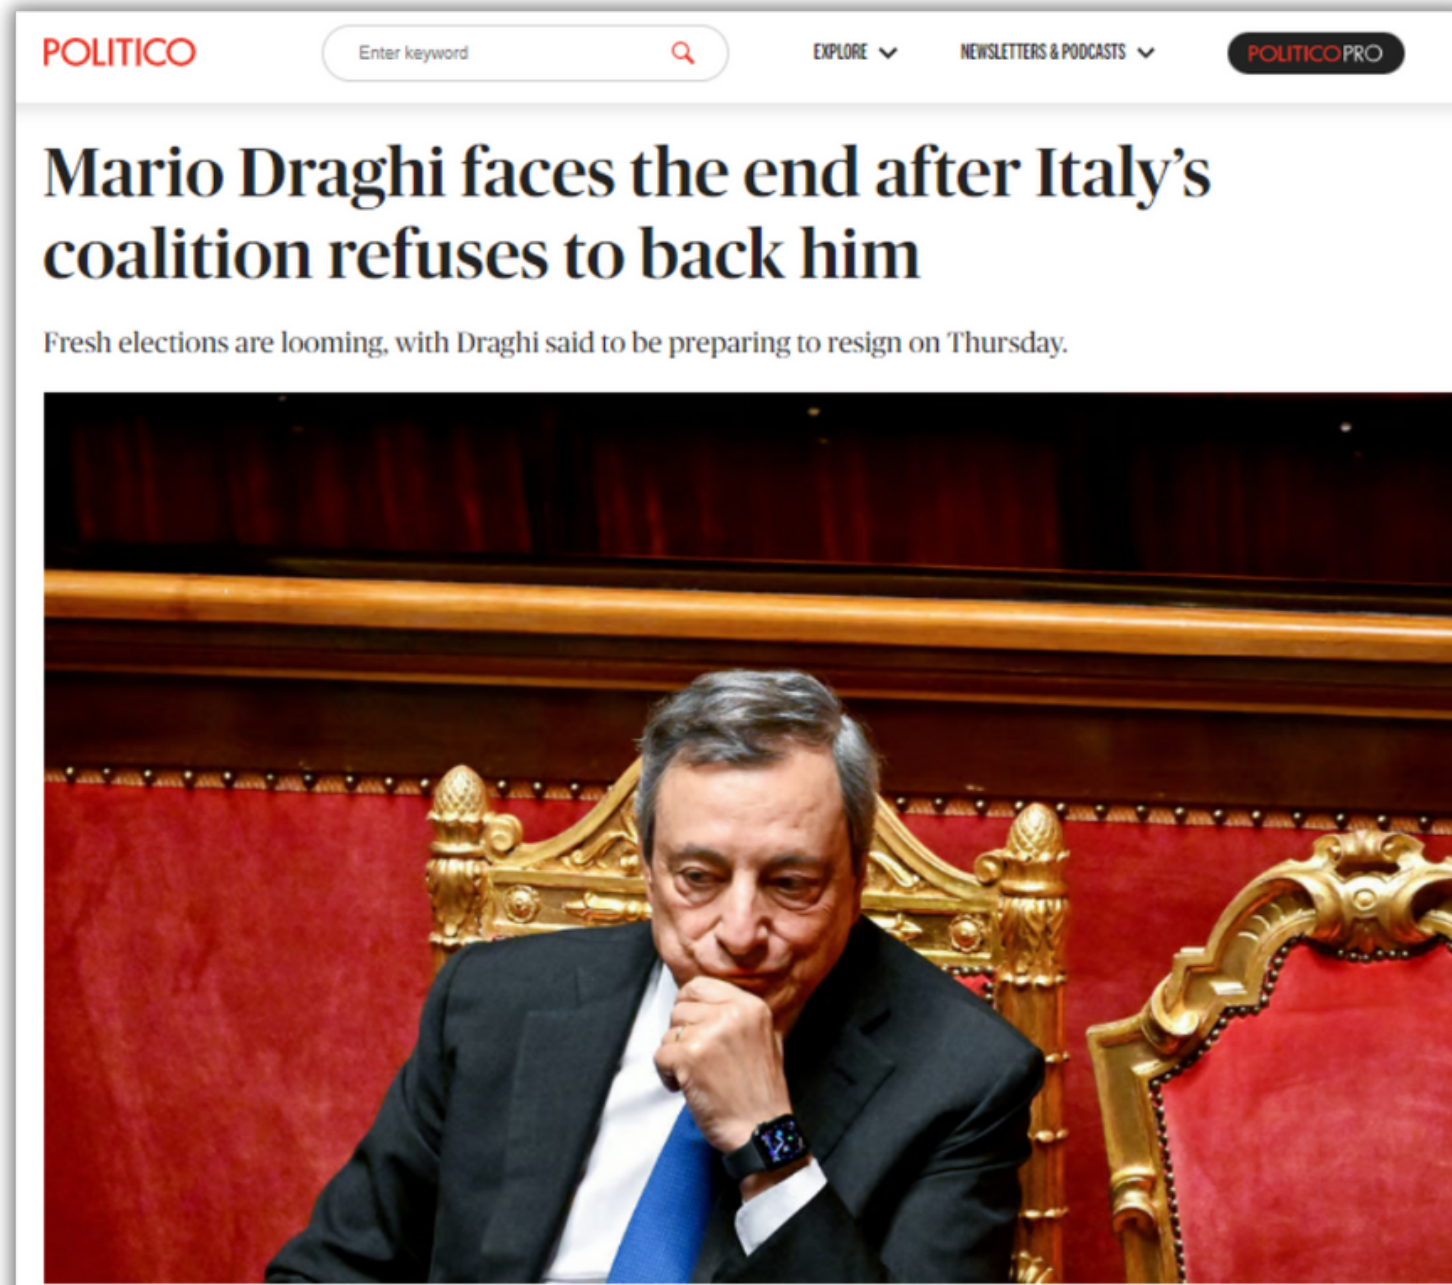 POLITICO
Enter keyword
EXPLORE
NEWSLETTERS & PODCASTS
POLITICOPRO
Mario Draghi faces the end after Italy’s
coalition refuses to back him
Fresh elections are looming, with Draghi said to be preparing to resign on Thursday.